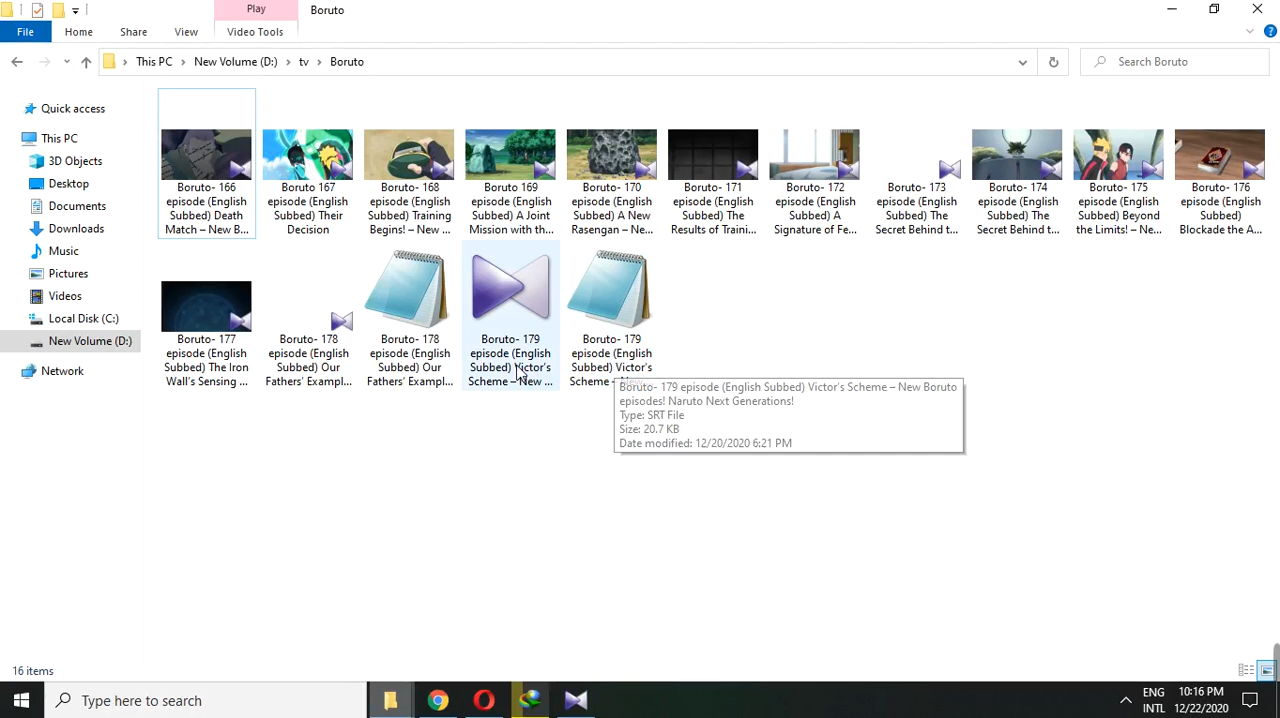 Play
Boruto
File
Home
Share
View
Video Tools
This PC
New Volume (D:)
tv
Boruto
Search Boruto
Quick access
This PC
3D Objects
Desktop
Documents
Downloads
Music
Pictures
Videos
Local Disk (C:)
New Volume (D:)
Network
Boruto- 166
episode (English
Subbed) Death
Match – New B...
Boruto 167
episode (English
Subbed) Their
Decision
Boruto- 168
episode (English
Subbed) Training
Begins! – New ...
Boruto 169
episode (English
Subbed) A Joint
Mission with th...
Boruto- 170
episode (English
Subbed) A New
Rasengan – Ne...
Boruto- 171
episode (English
Subbed) The
Results of Traini...
Boruto- 172
episode (English
Subbed) A
Signature of Fe...
Boruto- 173
episode (English
Subbed) The
Secret Behind t...
Boruto- 174
episode (English
Subbed) The
Secret Behind t...
Boruto- 175
episode (English
Subbed) Beyond
the Limits! – Ne...
Boruto- 176
episode (English
Subbed)
Blockade the A...
Boruto- 177
episode (English
Subbed) The Iron
Wall's Sensing ...
Boruto- 178
episode (English
Subbed) Our
Fathers' Exampl...
Boruto- 178
episode (English
Subbed) Our
Fathers' Exampl...
Boruto- 179
episode (English
Subbed) Victor's
Scheme – New ...
Boruto- 179
episode (English
Subbed) Victor's
Scheme – New
Boruto- 179 episode (English Subbed) Victor's Scheme – New Boruto
episodes! Naruto Next Generations!
Type: SRT File
Size: 20.7 KB
Date modified: 12/20/2020 6:21 PM
16 items
Type here to search
ENG
INTL
10:16 PM
12/22/2020